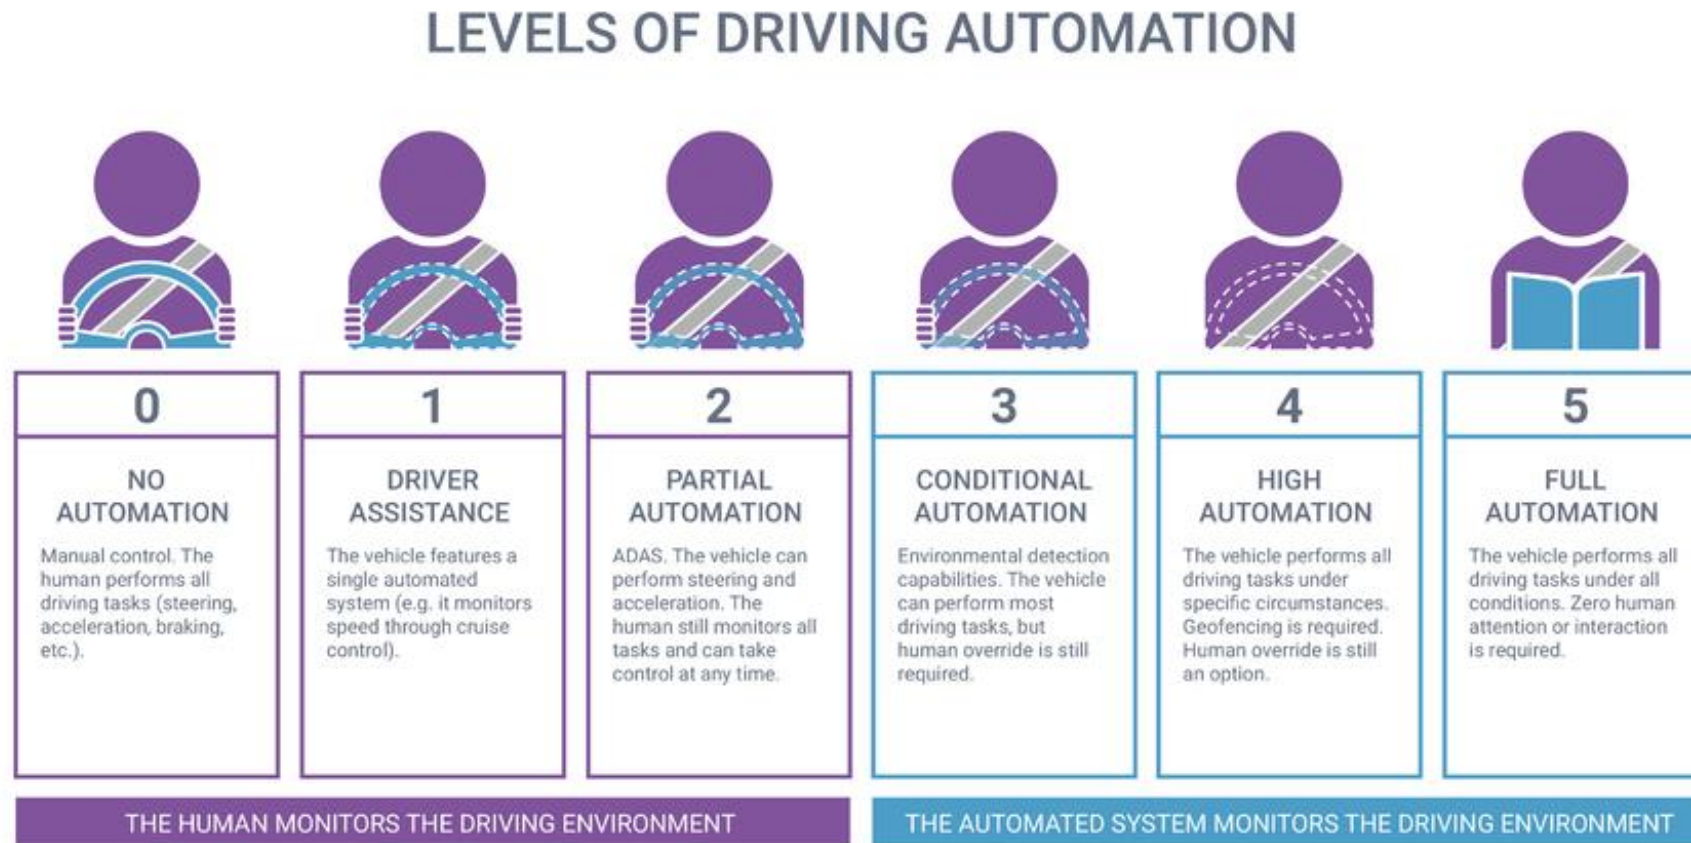 LEVELS OF DRIVING AUTOMATION
0
NO
AUTOMATION
Manual control. The
human performs all
driving tasks (steering,
acceleration, braking,
etc.).
1
DRIVER
ASSISTANCE
The vehicle features a
single automated
system (e.g. it monitors
speed through cruise
control).
2
PARTIAL
AUTOMATION
ADAS. The vehicle can
perform steering and
acceleration. The
human still monitors all
tasks and can take
control at any time.
3
CONDITIONAL
AUTOMATION
Environmental detection
capabilities. The vehicle
can perform most
driving tasks, but
human override is still
required.
4
HIGH
AUTOMATION
The vehicle performs all
driving tasks under
specific circumstances.
Geofencing is required.
Human override is still
an option.
5
FULL
AUTOMATION
The vehicle performs all
driving tasks under all
conditions. Zero human
attention or interaction
is required.
THE HUMAN MONITORS THE DRIVING ENVIRONMENT
THE AUTOMATED SYSTEM MONITORS THE DRIVING ENVIRONMENT